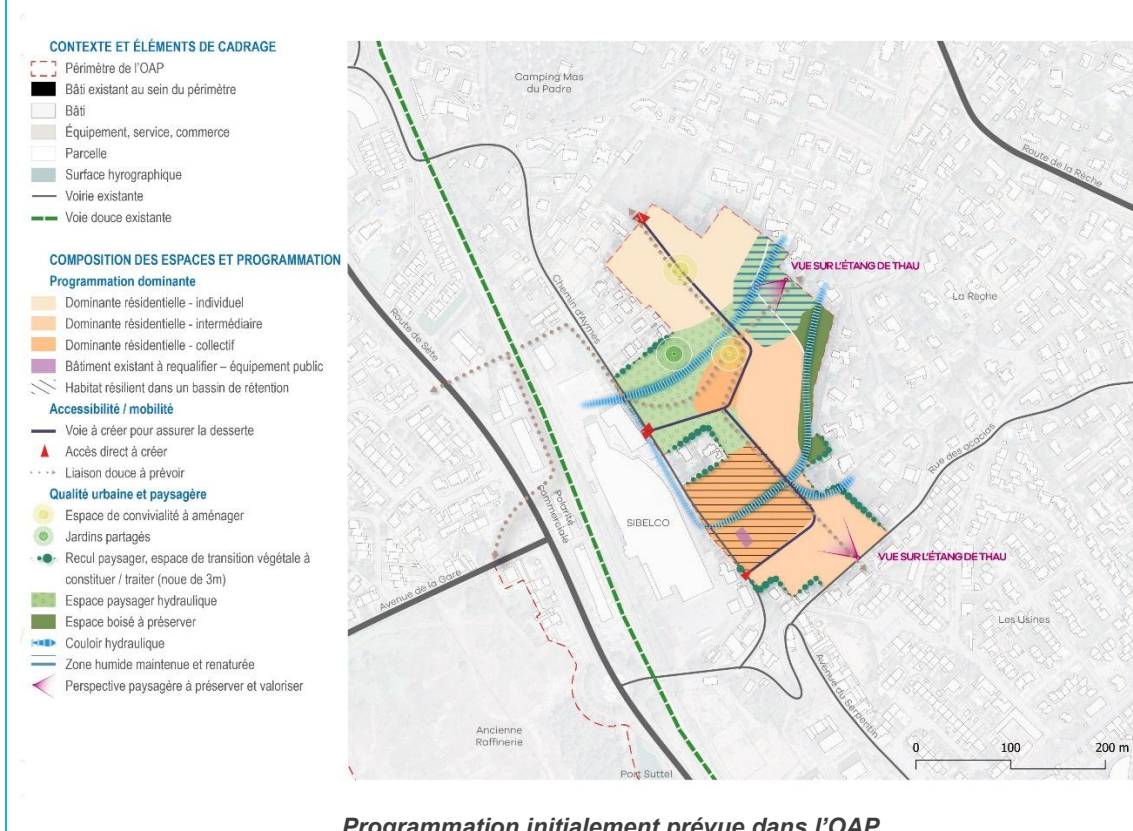 CONTEXTE ET ÉLÉMENTS DE CADRAGE
Périmètre de l'OAP
Bâti existant au sein du périmètre
Bâti
Équipement, service, commerce
Parcelle
Surface hyrographique
Voirie existante
Voie douce existante
COMPOSITION DES ESPACES ET PROGRAMMATION
Programmation dominante
Dominante résidentielle - individuel
Dominante résidentielle - intermédiaire
Dominante résidentielle - collectif
Bâtiment existant à requalifier – équipement public
Habitat résilient dans un bassin de rétention
Accessibilité / mobilité
Voie à créer pour assurer la desserte
Accès direct à créer
Liaison douce à prévoir
Qualité urbaine et paysagère
Espace de convivialité à aménager
Jardins partagés
Recul paysager, espace de transition végétale à
constituer / traiter (noue de 3m)
Espace paysager hydraulique
Espace boisé à préserver
Couloir hydraulique
Zone humide maintenue et renaturée
Perspective paysagère à préserver et valoriser
Camping Mas
du Padre
Route de la Rèche
VUE SUR L'ÉTANG DE THAU
La Rèche
Chemin d'Aymes
Route de Sète
Rue des acacias
SIBELCO
Polarité
commerciale
VUE SUR L'ÉTANG DE THAU
Avenue de la Gare
Les Usines
Avenue du Serpentin
Ancienne
Raffinerie
Port Suttel
0 100 200 m
Programmation initialement prévue dans l'OAP